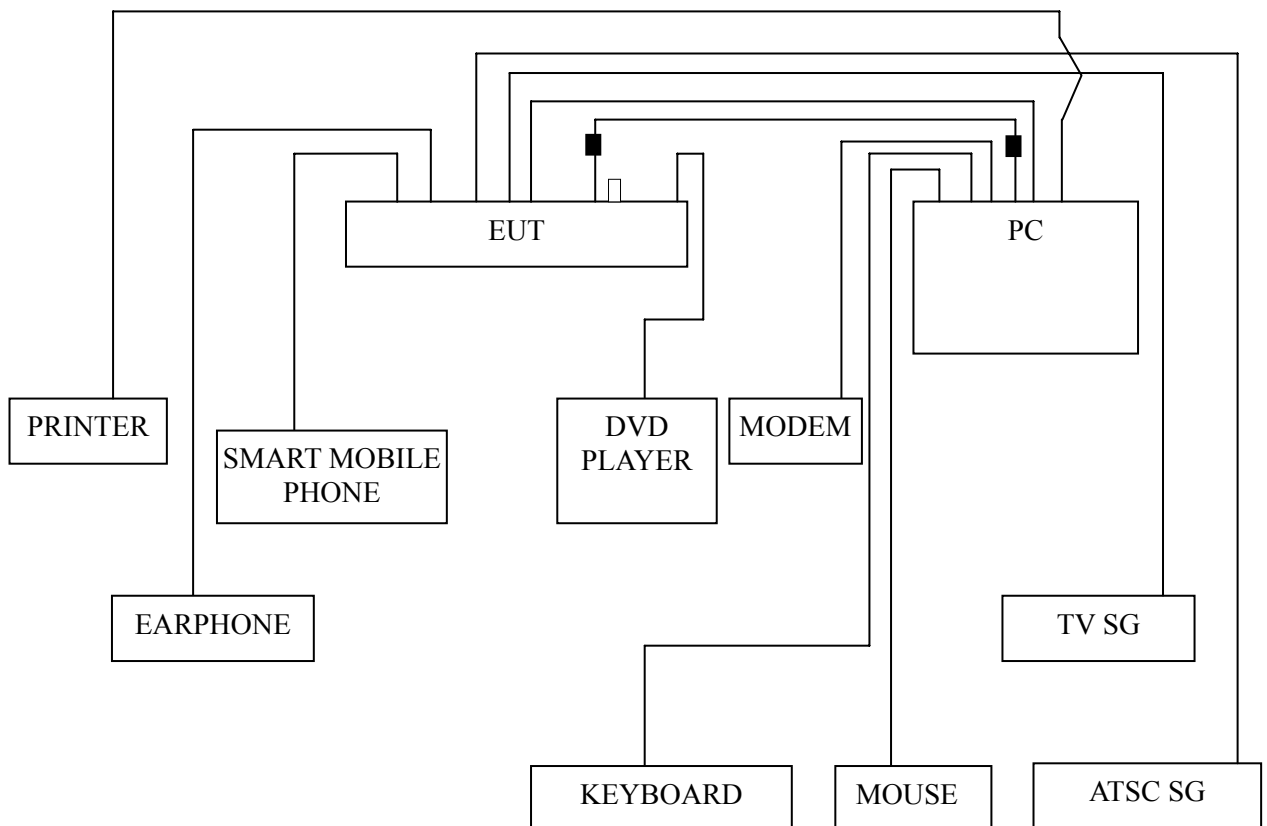 EUT
PC
PRINTER
SMART MOBILE
PHONE
DVD
PLAYER
MODEM
EARPHONE
TV SG
KEYBOARD
MOUSE
ATSC SG